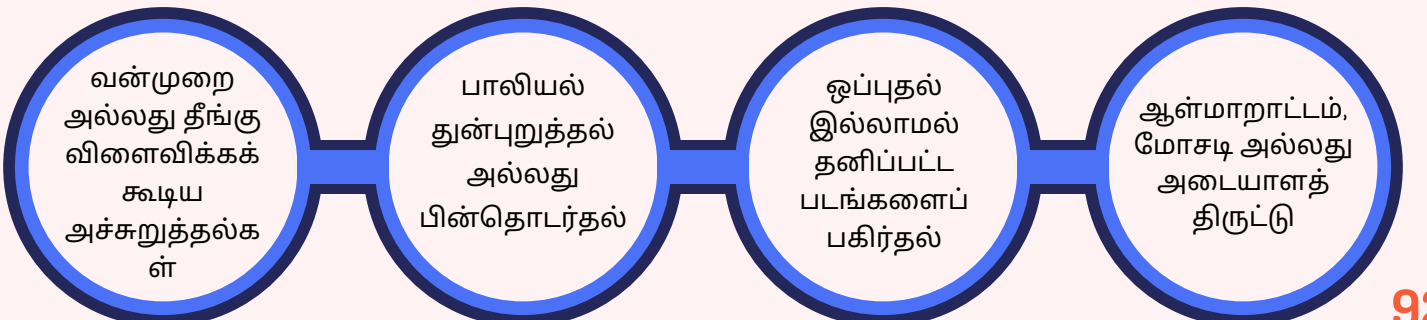 வன்முறை
அல்லது தீங்கு
விளைவிக்கக்
கூடிய
அச்சுறுத்தல்க
ள்
பாலியல்
துன்புறுத்தல்
அல்லது
பின்தொடர்தல்
ஒப்புதல்
இல்லாமல்
தனிப்பட்ட
படங்களைப்
பகிர்தல்
ஆள்மாறாட்டம்,
மோசடி அல்லது
அடையாளத்
திருட்டு